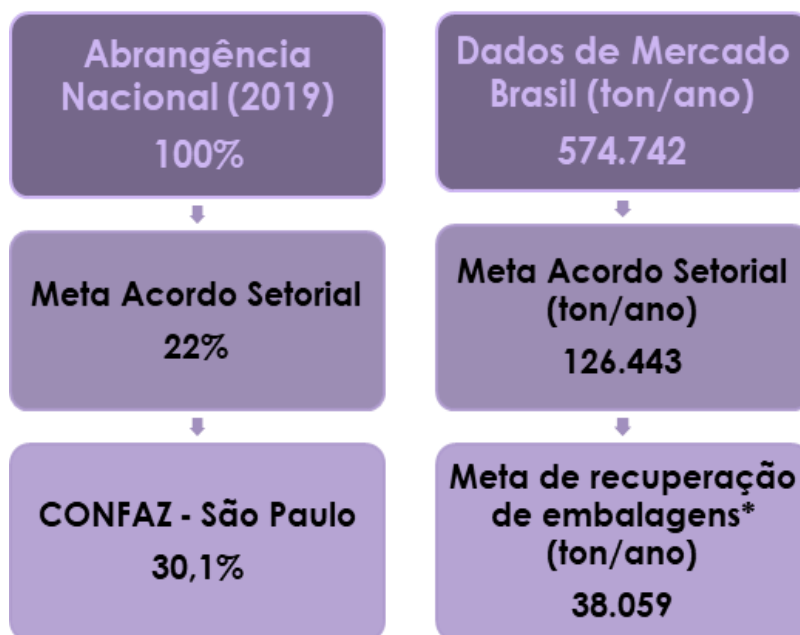 Abrangência
Nacional (2019)
100%
Meta Acordo Setorial
22%
CONFAZ - São Paulo
30,1%
Dados de Mercado
Brasil (ton/ano)
574.742
Meta Acordo Setorial
(ton/ano)
126.443
Meta de recuperação
de embalagens*
(ton/ano)
38.059